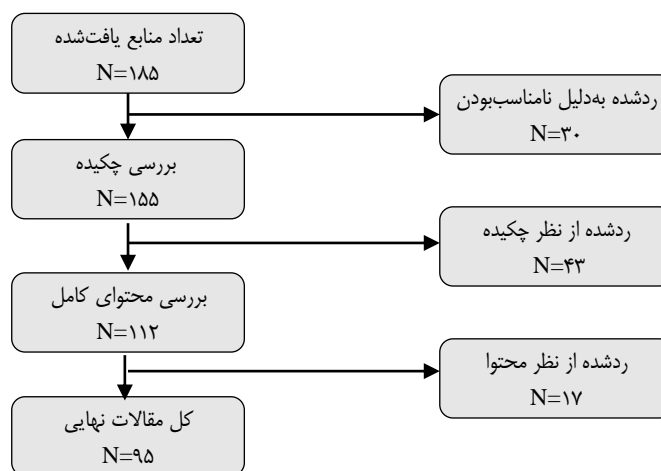 تعداد منابع یافت‌شده
N=۱۸۵
ردشده به‌دلیل نامناسب‌بودن
N=۳۰
بررسی چکیده
N=۱۵۵
ردشده از نظر چکیده
N=۴۳
بررسی محتوای کامل
N=۱۱۲
ردشده از نظر محتوا
N=۱۷
کل مقالات نهایی
N=۹۵